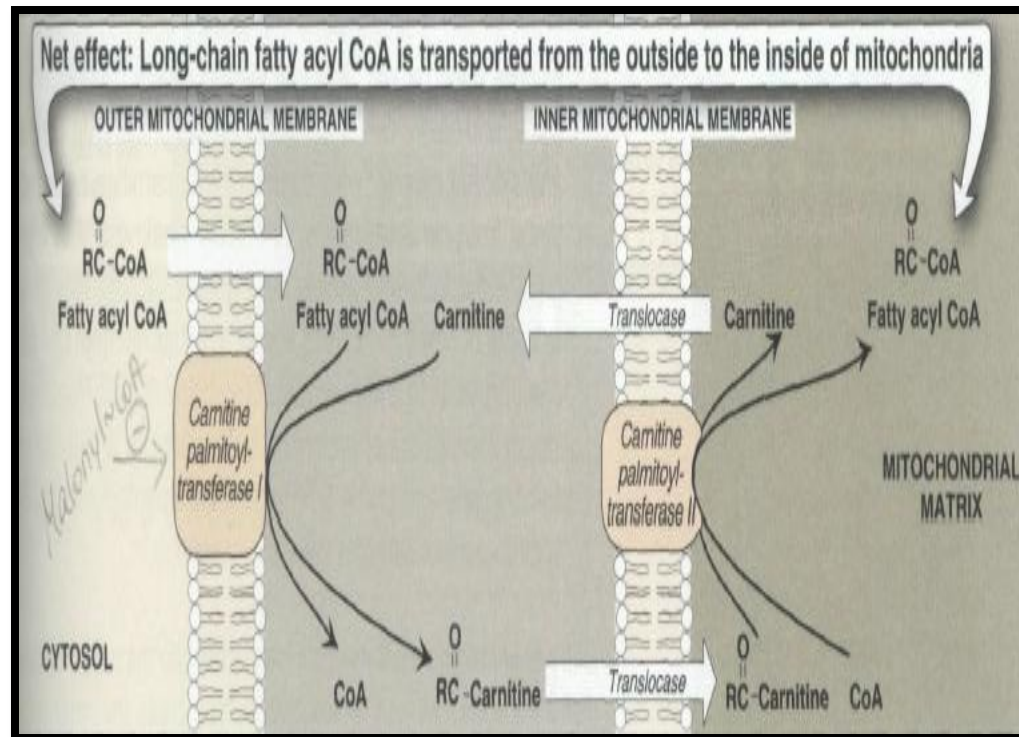 Net effect: Long-chain fatty acyl CoA is transported from the outside to the inside of mitochondria
OUTER MITOCHONDRIAL MEMBRANE
INNER MITOCHONDRIAL MEMBRANE
O
RC-CoA
Fatty acyl CoA
O
RC-CoA
Fatty acyl CoA
Carnitine
Translocase
Carnitine
O
RC-CoA
Fatty acyl CoA
Malonyl~CoA
-
Carnitine
palmitoyl-
transferase I
Carnitine
palmitoyl-
transferase II
MITOCHONDRIAL
MATRIX
CYTOSOL
CoA
O
RC-Carnitine
Translocase
O
RC-Carnitine
CoA